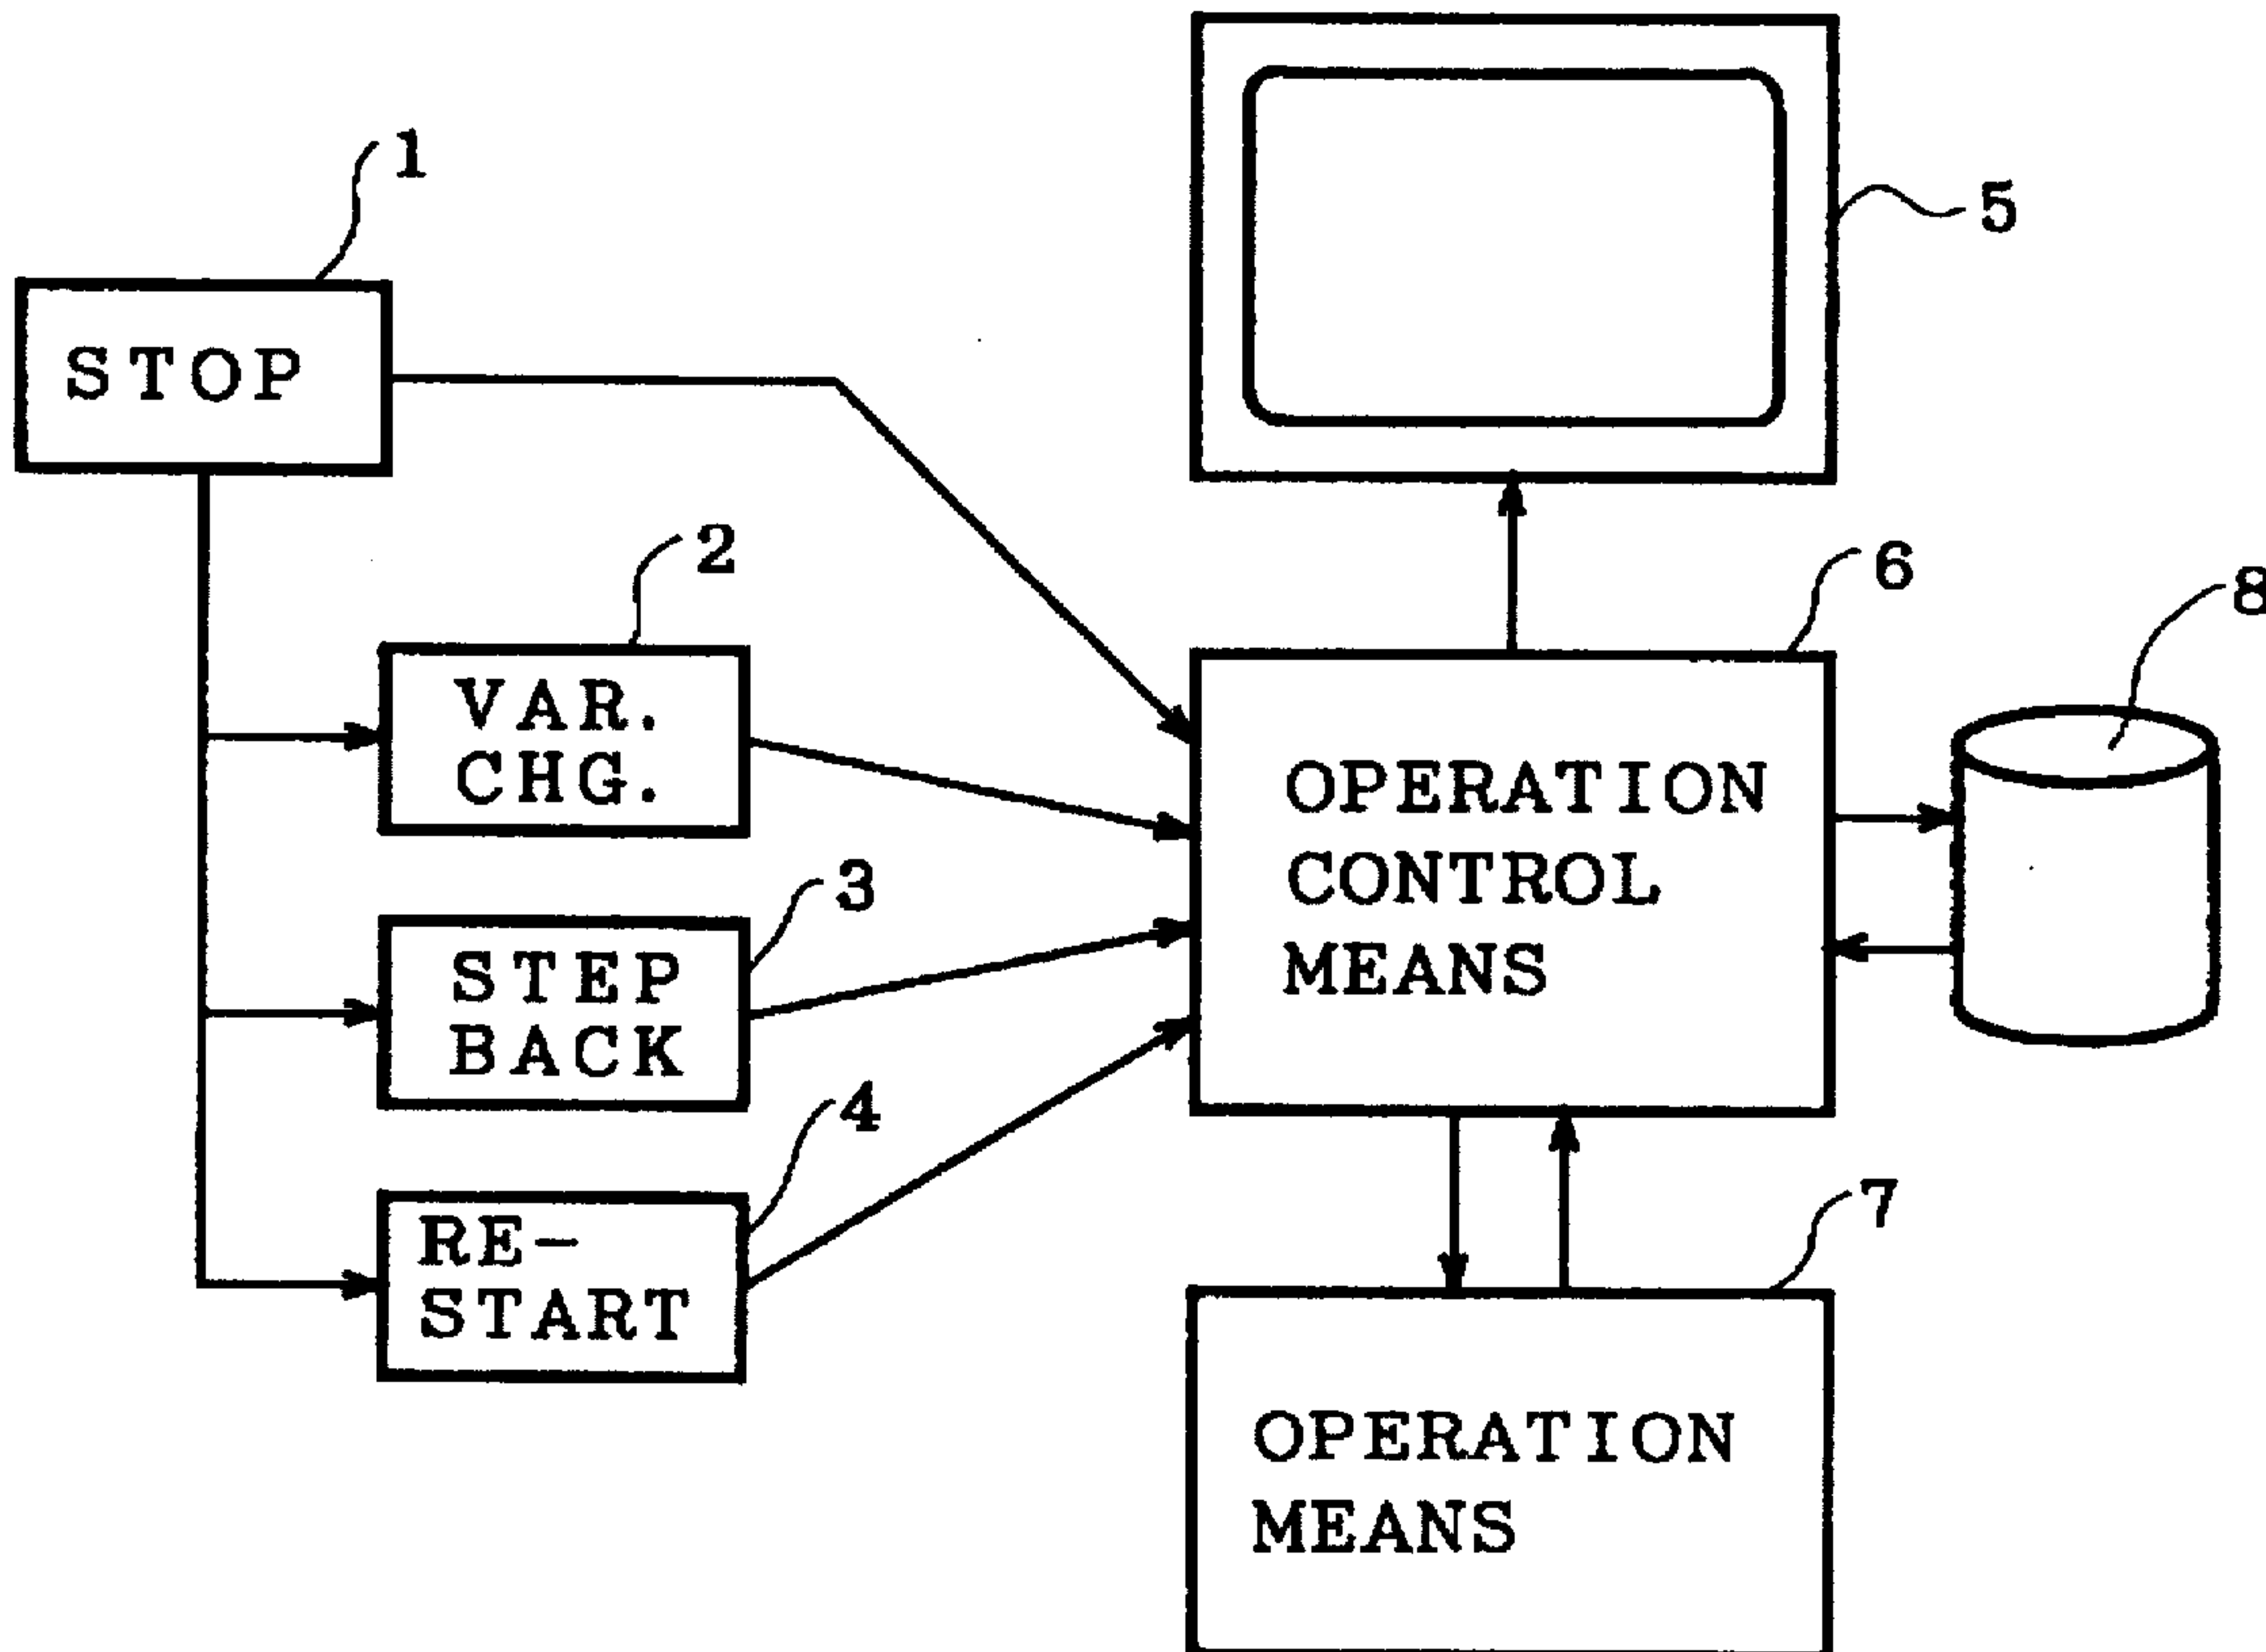 1
STOP
5
2
VAR.
CHG.
6
8
OPERATION
CONTROL
MEANS
3
STEP
BACK
4
RE-
START
7
OPERATION
MEANS